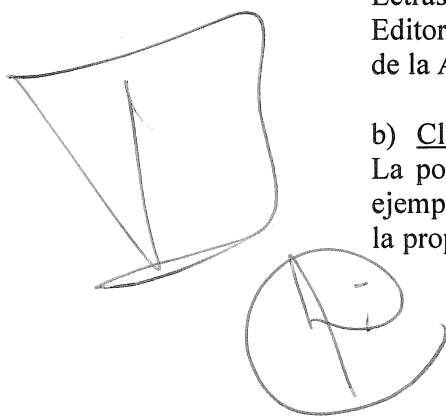 Letras
Editor
de la A
b) Cl
La po
ejemp
la prop